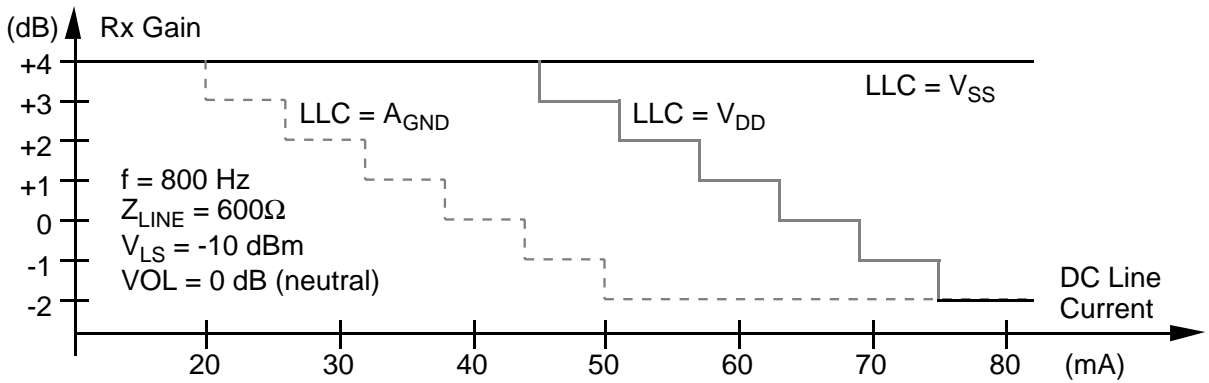 (dB) Rx Gain
+4
+3
+2
+1
0
-1
-2
LLC = VSS
LLC = AGND
LLC = VDD
f = 800 Hz
ZLINE = 600Ω
VLS = -10 dBm
VOL = 0 dB (neutral)
DC Line
Current
20 30 40 50 60 70 80 (mA)